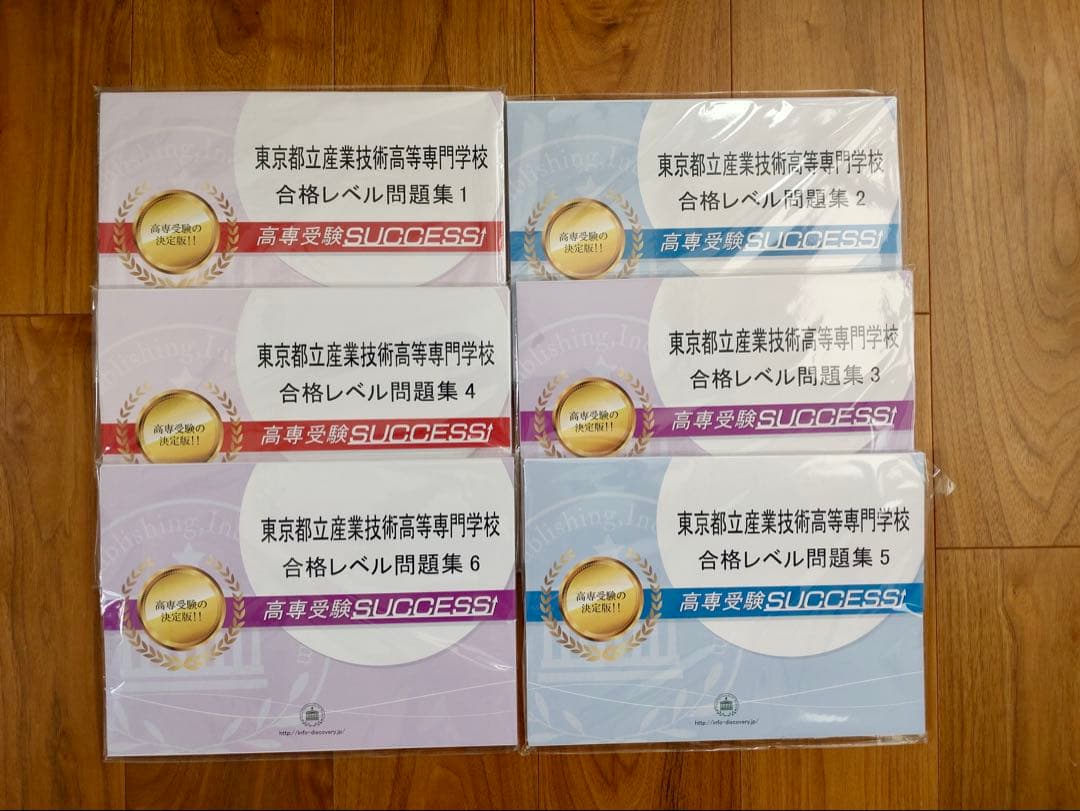 東京都立産業技術高等専門学校
合格レベル問題集1
高専受験の
決定版!!
高専受験SUCCESS
東京都立産業技術高等専門学校
合格レベル問題集2
高専受験の
決定版!!
高専受験SUCCESS
東京都立産業技術高等専門学校
合格レベル問題集4
高専受験の
決定版!!
高専受験SUCCESS
東京都立産業技術高等専門学校
合格レベル問題集3
高専受験の
決定版!!
高専受験SUCCESS
東京都立産業技術高等専門学校
合格レベル問題集6
高専受験の
決定版!!
高専受験SUCCESS
http://info-discovery.jp/
東京都立産業技術高等専門学校
合格レベル問題集5
高専受験の
決定版!!
高専受験SUCCESS
http://info-discovery.jp/